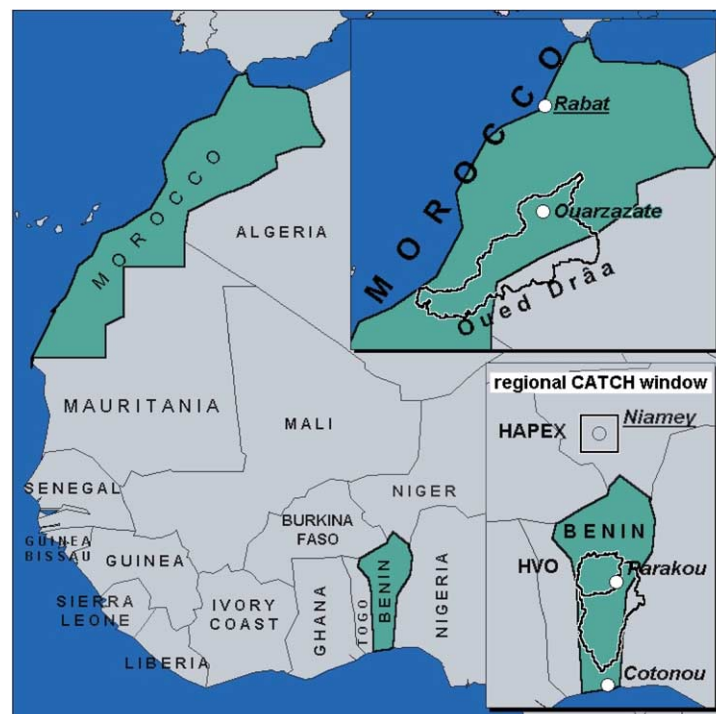 MOROCCO
ALGERIA
MAURITANIA
MALI
NIGER
SENEGAL
BURKINA
FASO
GUINEA
BISSAU
GUINEA
SIERRA
LEONE
IVORY
COAST
LIBERIA
GHANA
TOGO
BENIN
NIGERIA
MOROCCO
Rabat
Ouarzazate
Oued Drâa
regional CATCH window
HAPEX
Niamey
BENIN
HVO
Parakou
Cotonou